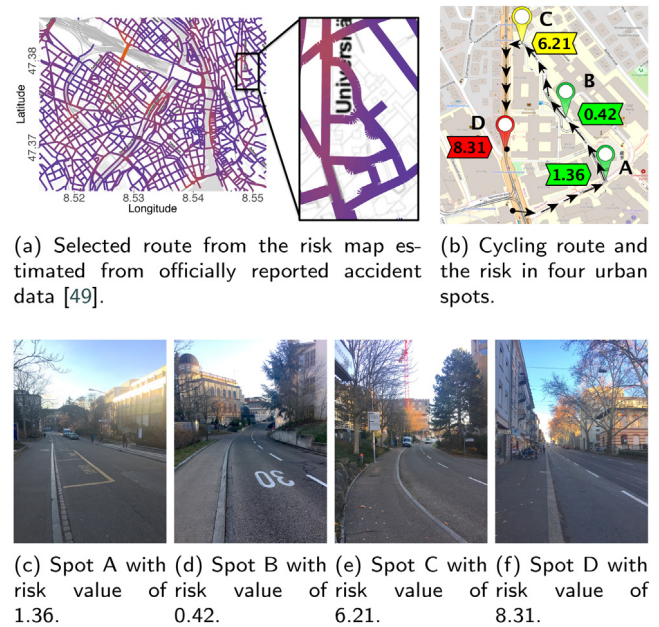 47.38
47.37
Latitude
8.52
8.53
8.54
8.55
Longitude
Universitä
C
6.21
B
0.42
D
8.31
A
1.36
(a) Selected route from the risk map es-
timated from officially reported accident
data [49].
(b) Cycling route and
the risk in four urban
spots.
30
(c) Spot A with
risk value of
1.36.
(d) Spot B with
risk value of
0.42.
(e) Spot C with
risk value of
6.21.
(f) Spot D with
risk value of
8.31.